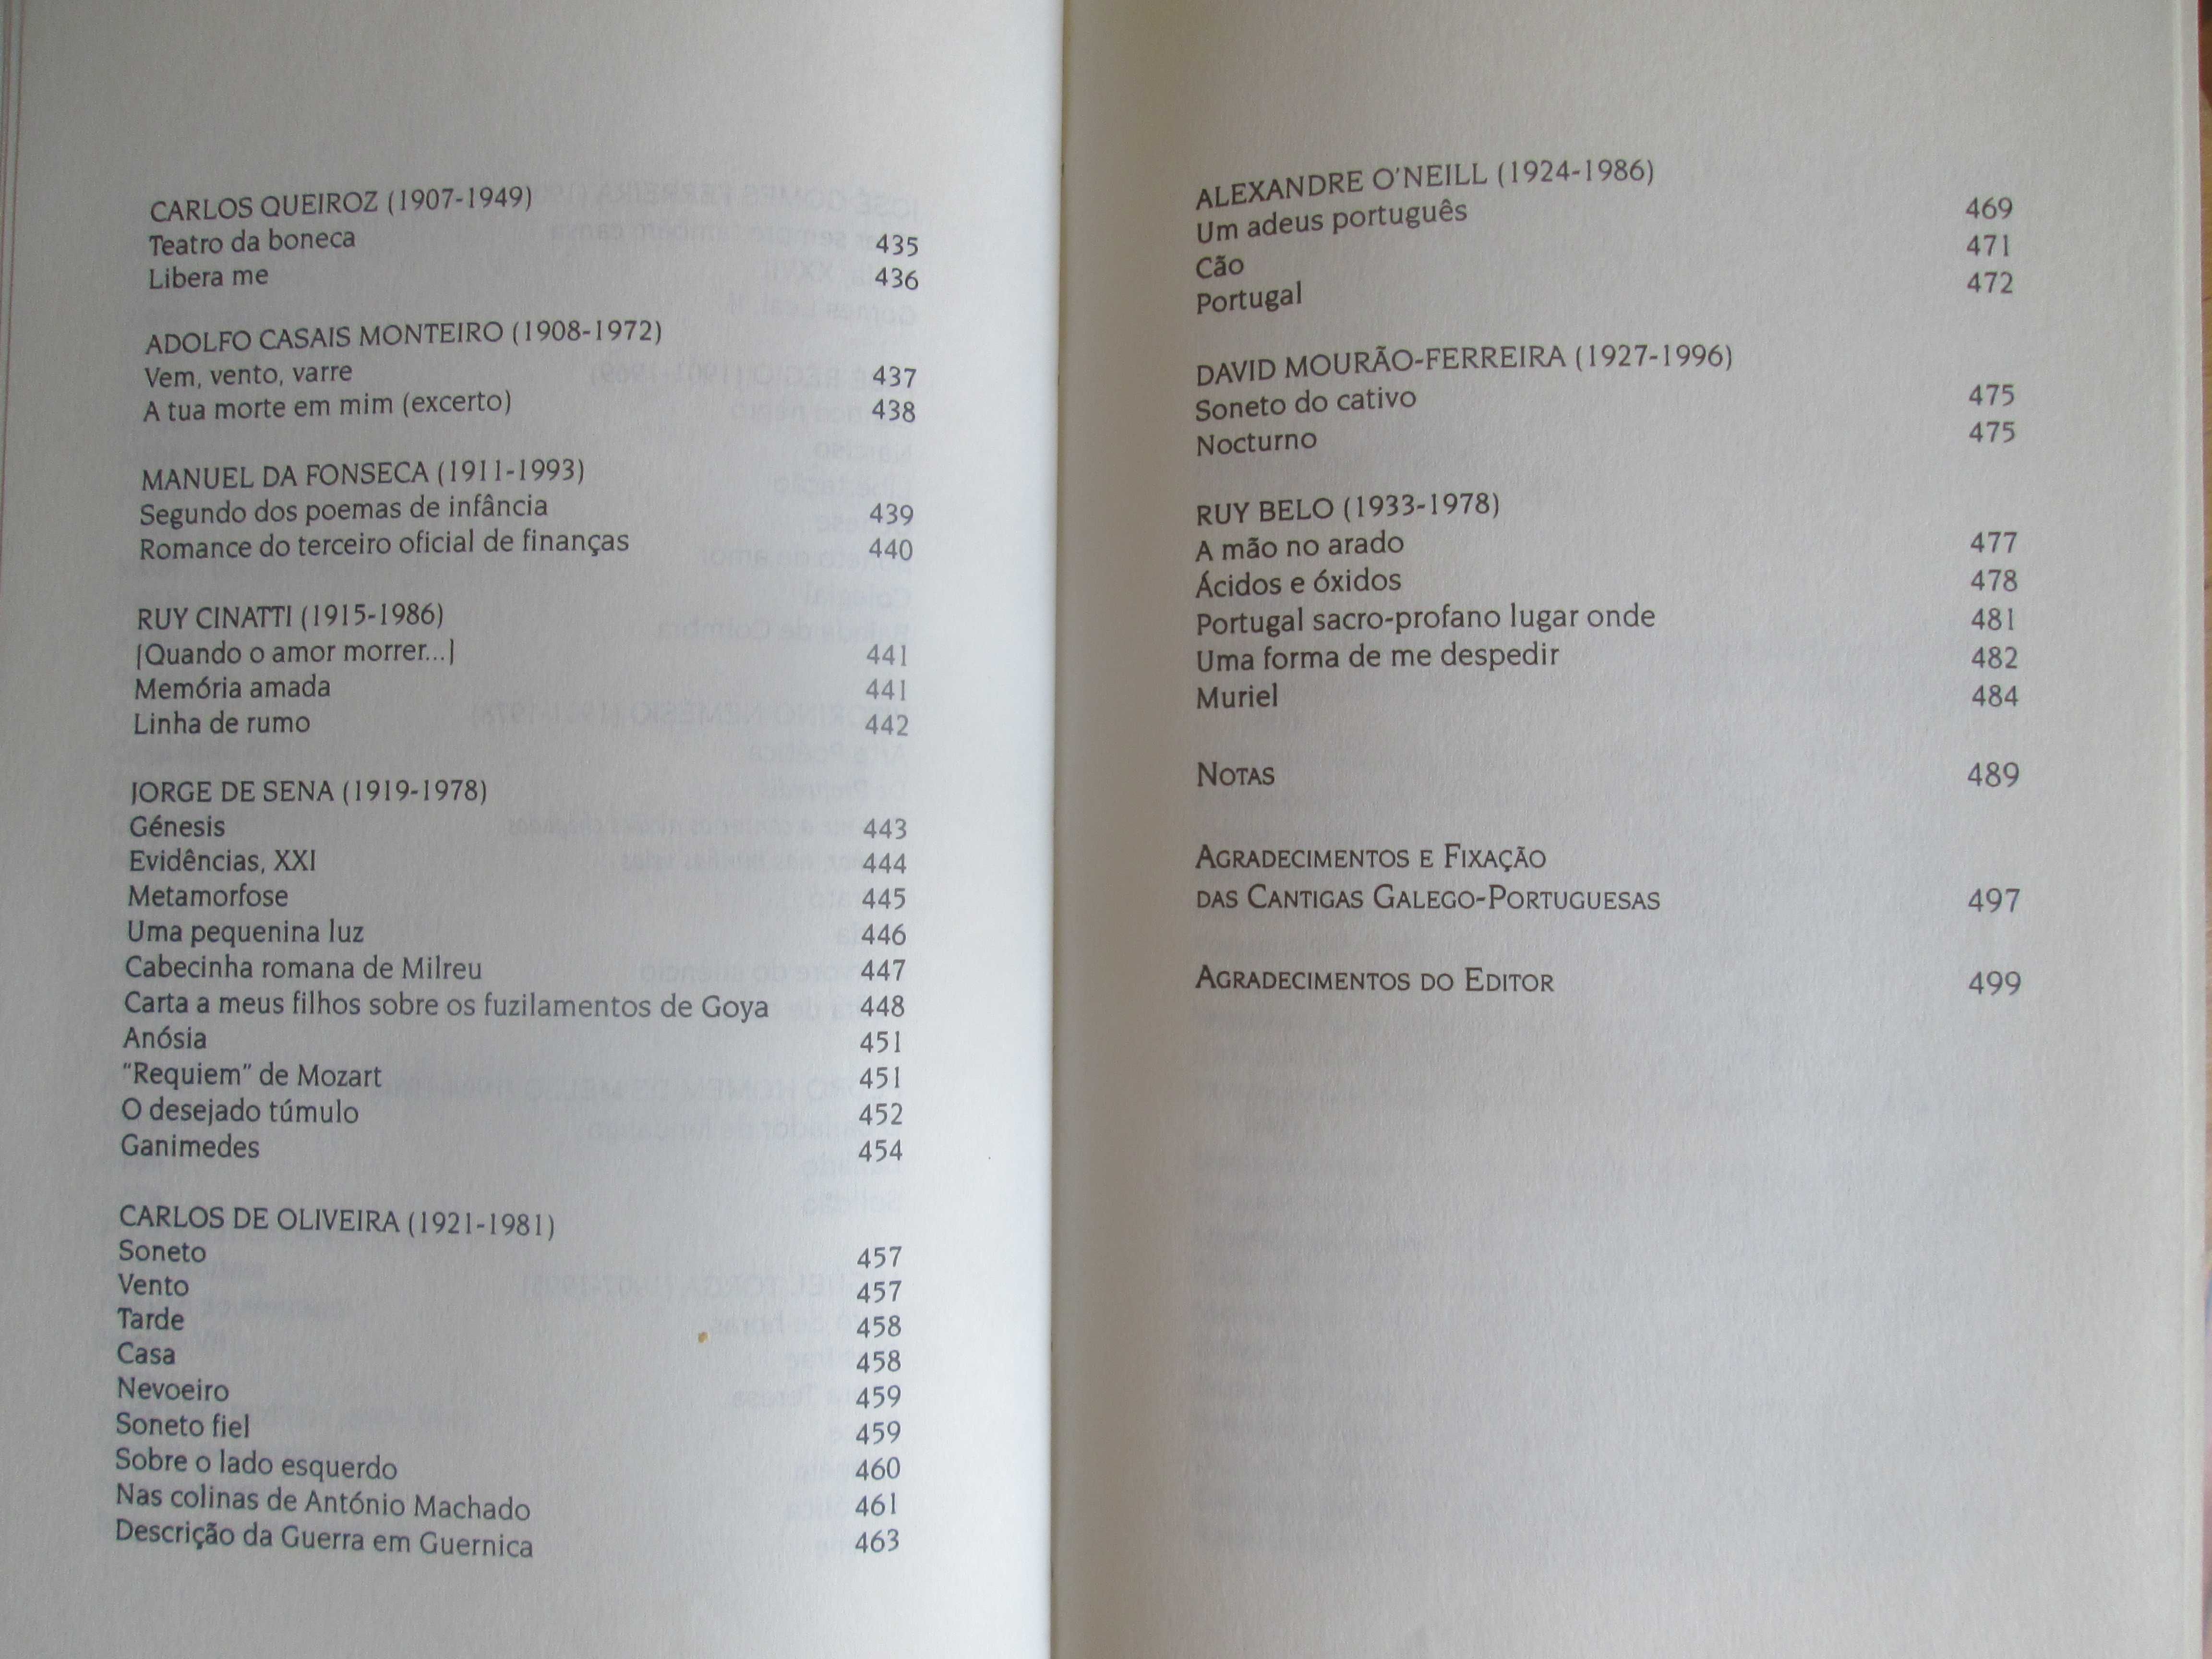 CARLOS QUEIROZ (1907-1949)
Teatro da boneca 435
Libera me 436
ADOLFO CASAIS MONTEIRO (1908-1972)
Vem, vento, varre 437
A tua morte em mim (excerto) 438
MANUEL DA FONSECA (1911-1993)
Segundo dos poemas de infância 439
Romance do terceiro oficial de finanças 440
RUY CINATTI (1915-1986)
[Quando o amor morrer...] 441
Memória amada 441
Linha de rumo 442
JORGE DE SENA (1919-1978)
Génesis 443
Evidências, XXI 444
Metamorfose 445
Uma pequenina luz 446
Cabecinha romana de Milreu 447
Carta a meus filhos sobre os fuzilamentos de Goya 448
Anósia 451
"Requiem" de Mozart 451
O desejado túmulo 452
Ganimedes 454
CARLOS DE OLIVEIRA (1921-1981)
Soneto 457
Vento 457
Tarde 458
Casa 458
Nevoeiro 459
Soneto fiel 459
Sobre o lado esquerdo 460
Nas colinas de António Machado 461
Descrição da Guerra em Guernica 463
ALEXANDRE O'NEILL (1924-1986)
Um adeus português 469
Cão 471
Portugal 472
DAVID MOURÃO-FERREIRA (1927-1996)
Soneto do cativo 475
Nocturno 475
RUY BELO (1933-1978)
A mão no arado 477
Ácidos e óxidos 478
Portugal sacro-profano lugar onde 481
Uma forma de me despedir 482
Muriel 484
NOTAS 489
AGRADECIMENTOS E FIXAÇÃO
DAS CANTIGAS GALEGO-PORTUGUESAS 497
AGRADECIMENTOS DO EDITOR 499